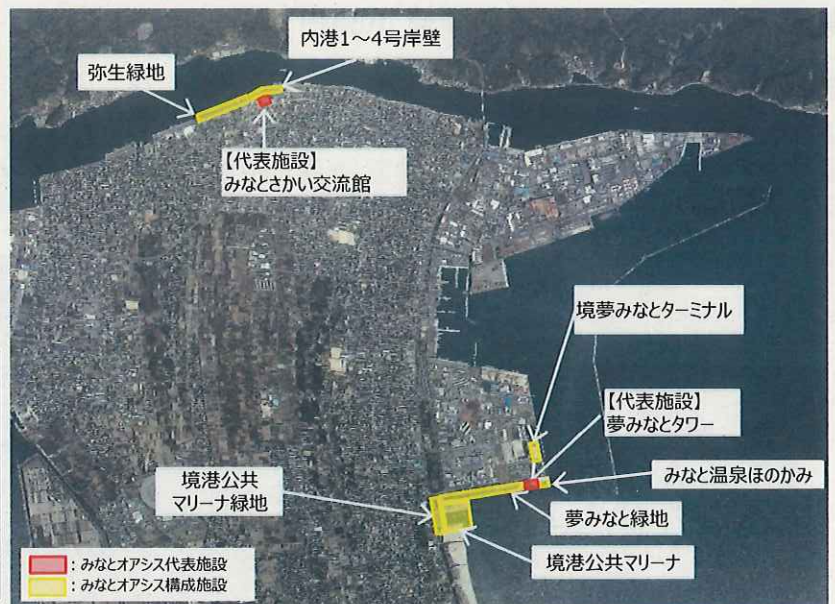 内港1～4号岸壁
弥生緑地
【代表施設】
みなとさかい交流館
境夢みなとターミナル
【代表施設】
夢みなとタワー
みなと温泉ほのかみ
境港公共
マリーナ緑地
夢みなと緑地
境港公共マリーナ
：みなとオアシス代表施設
：みなとオアシス構成施設